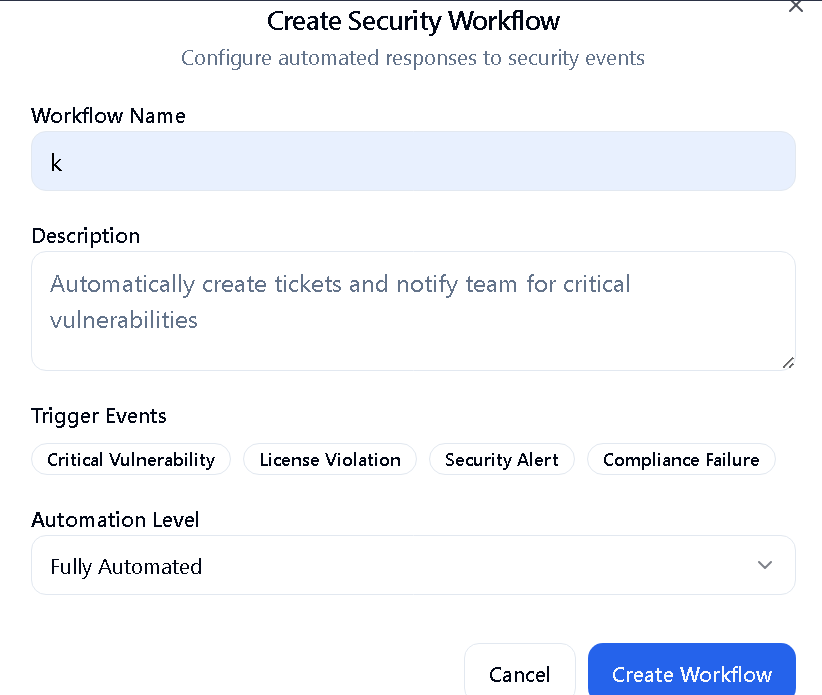 Create Security Workflow
Configure automated responses to security events
Workflow Name
k
Description
Automatically create tickets and notify team for critical
vulnerabilities
Trigger Events
Critical Vulnerability License Violation Security Alert Compliance Failure
Automation Level
Fully Automated
Cancel Create Workflow